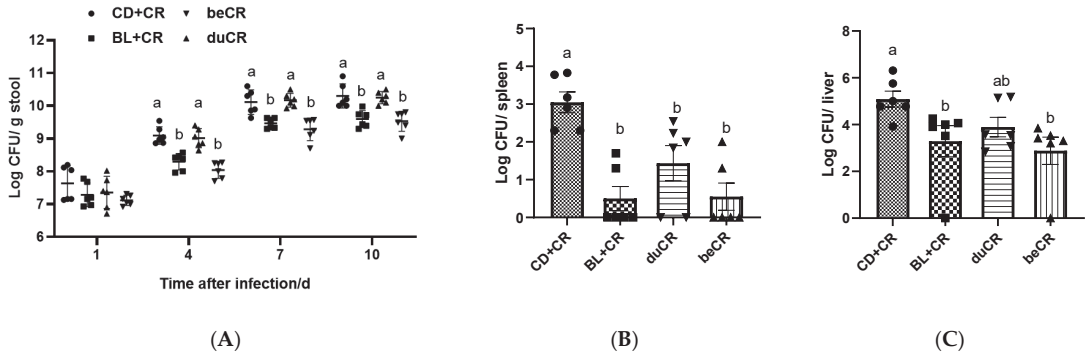 CD+CR beCR
BL+CR duCR
Log CFU/ g stool
12
11
10
9
8
7
6
a b a b
a b a b
a b a b
1 4 7 10
Time after infection/d
(A)
Log CFU/ spleen
5
4
3
2
1
0
a b b b
CD+CR BL+CR duCR beCR
(B)
Log CFU/ liver
8
6
4
2
0
a b ab b
CD+CR BL+CR duCR beCR
(C)